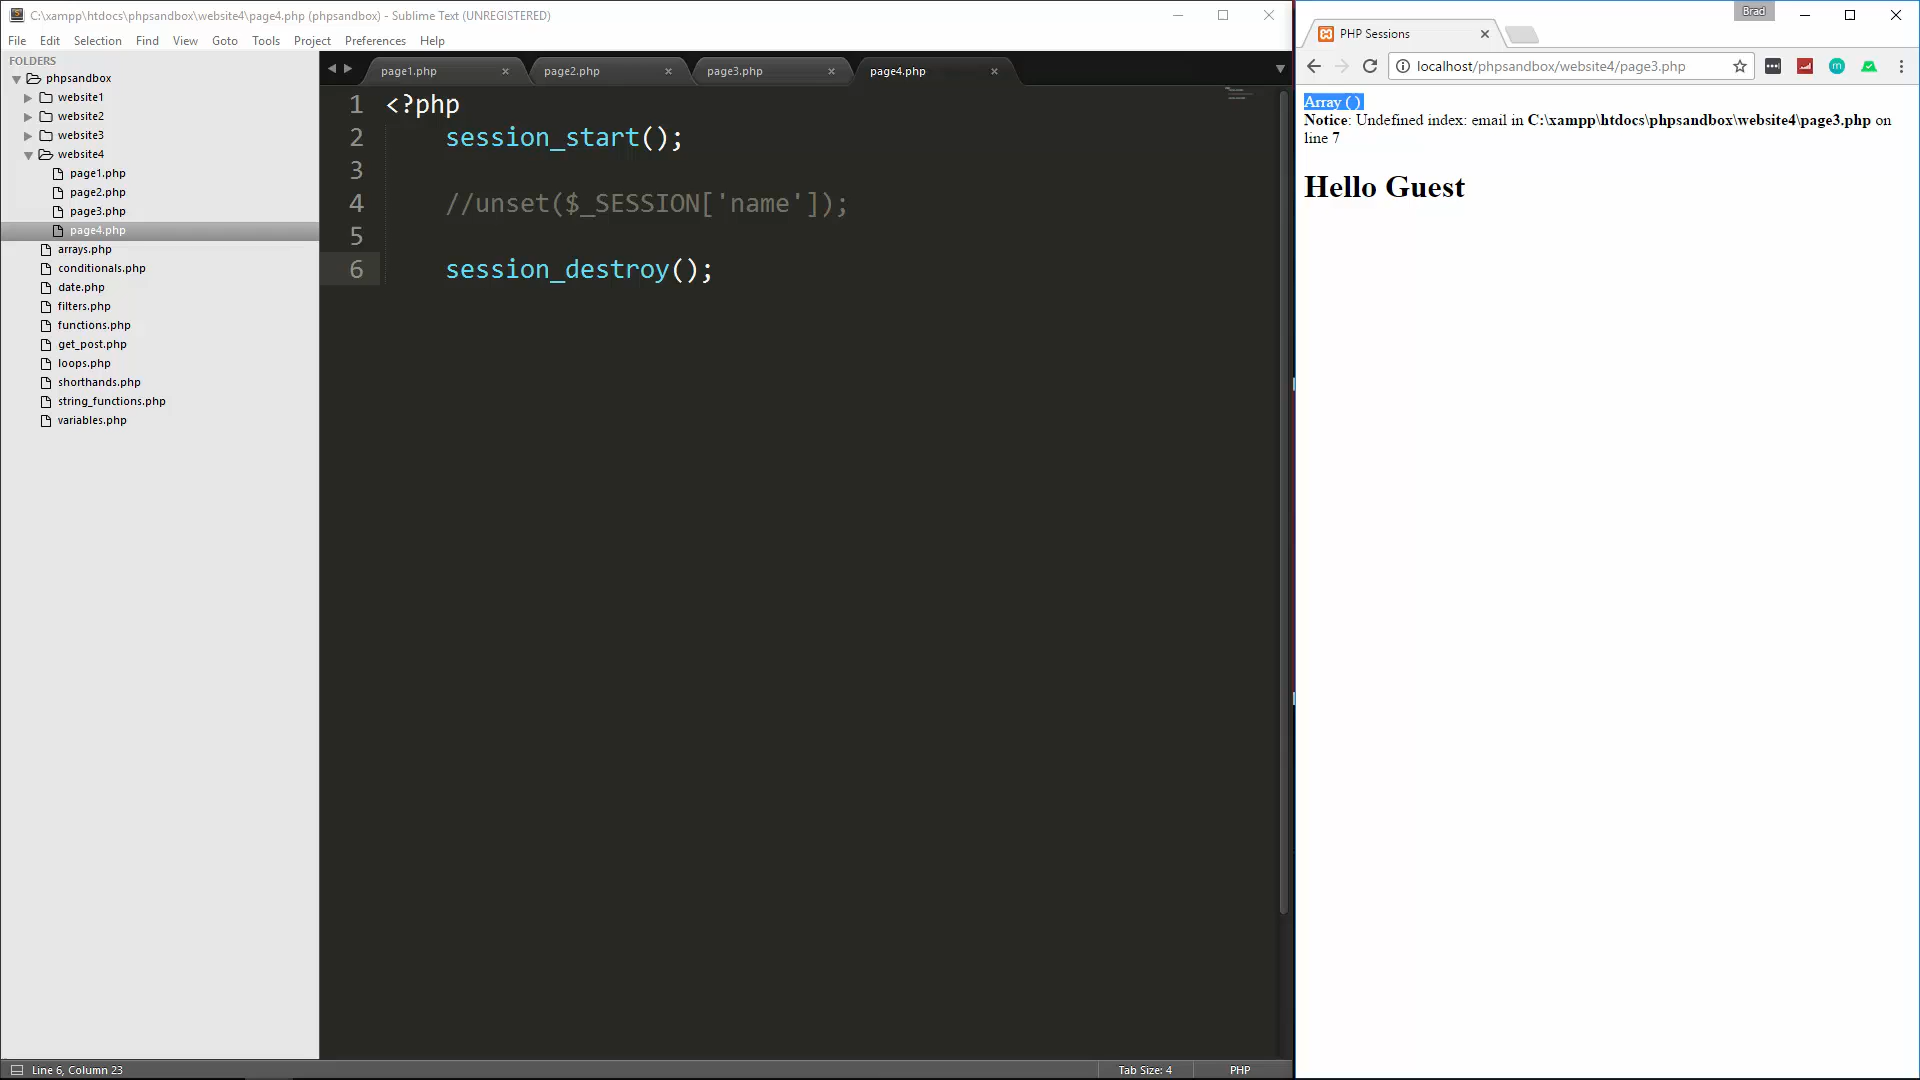 C:\xampp\htdocs\phpsandbox\website4\page4.php (phpsandbox) - Sublime Text (UNREGISTERED)
File Edit Selection Find View Goto Tools Project Preferences Help
FOLDERS
phpsandbox
website1
website2
website3
website4
page1.php
page2.php
page3.php
page4.php
arrays.php
conditionals.php
date.php
filters.php
functions.php
get_post.php
loops.php
shorthands.php
string_functions.php
variables.php
page1.php page2.php page3.php page4.php
1 <?php
2 session_start();
3
4 //unset($_SESSION['name']);
5
6 session_destroy();
Line 6, Column 23 Tab Size: 4 PHP
Brad
PHP Sessions
localhost/phpsandbox/website4/page3.php
Array ( )
Notice: Undefined index: email in C:\xampp\htdocs\phpsandbox\website4\page3.php on
line 7
Hello Guest